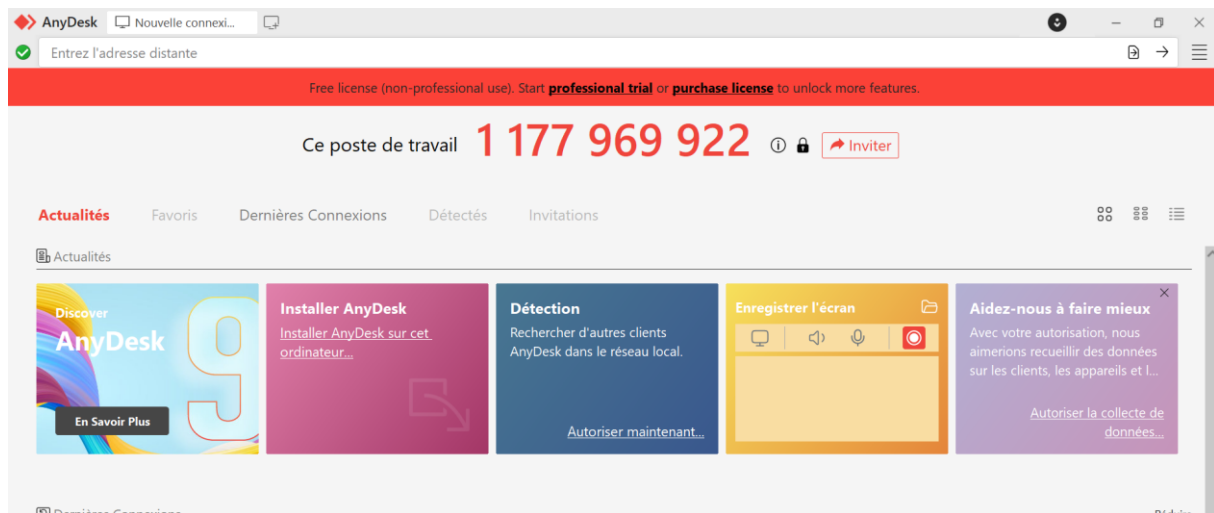 AnyDesk Nouvelle connexi...
Entrez l'adresse distante
Free license (non-professional use). Start professional trial or purchase license to unlock more features.
Ce poste de travail 1 177 969 922 Inviter
Actualités Favoris Dernières Connexions Détectés Invitations
Actualités
Discover
AnyDesk
9
En Savoir Plus
Installer AnyDesk
Installer AnyDesk sur cet
ordinateur...
Détection
Rechercher d'autres clients
AnyDesk dans le réseau local.
Autoriser maintenant...
Enregistrer l'écran
Aidez-nous à faire mieux
Avec votre autorisation, nous
aimerions recueillir des données
sur les clients, les appareils et l...
Autoriser la collecte de
données...
Dernières Connexions